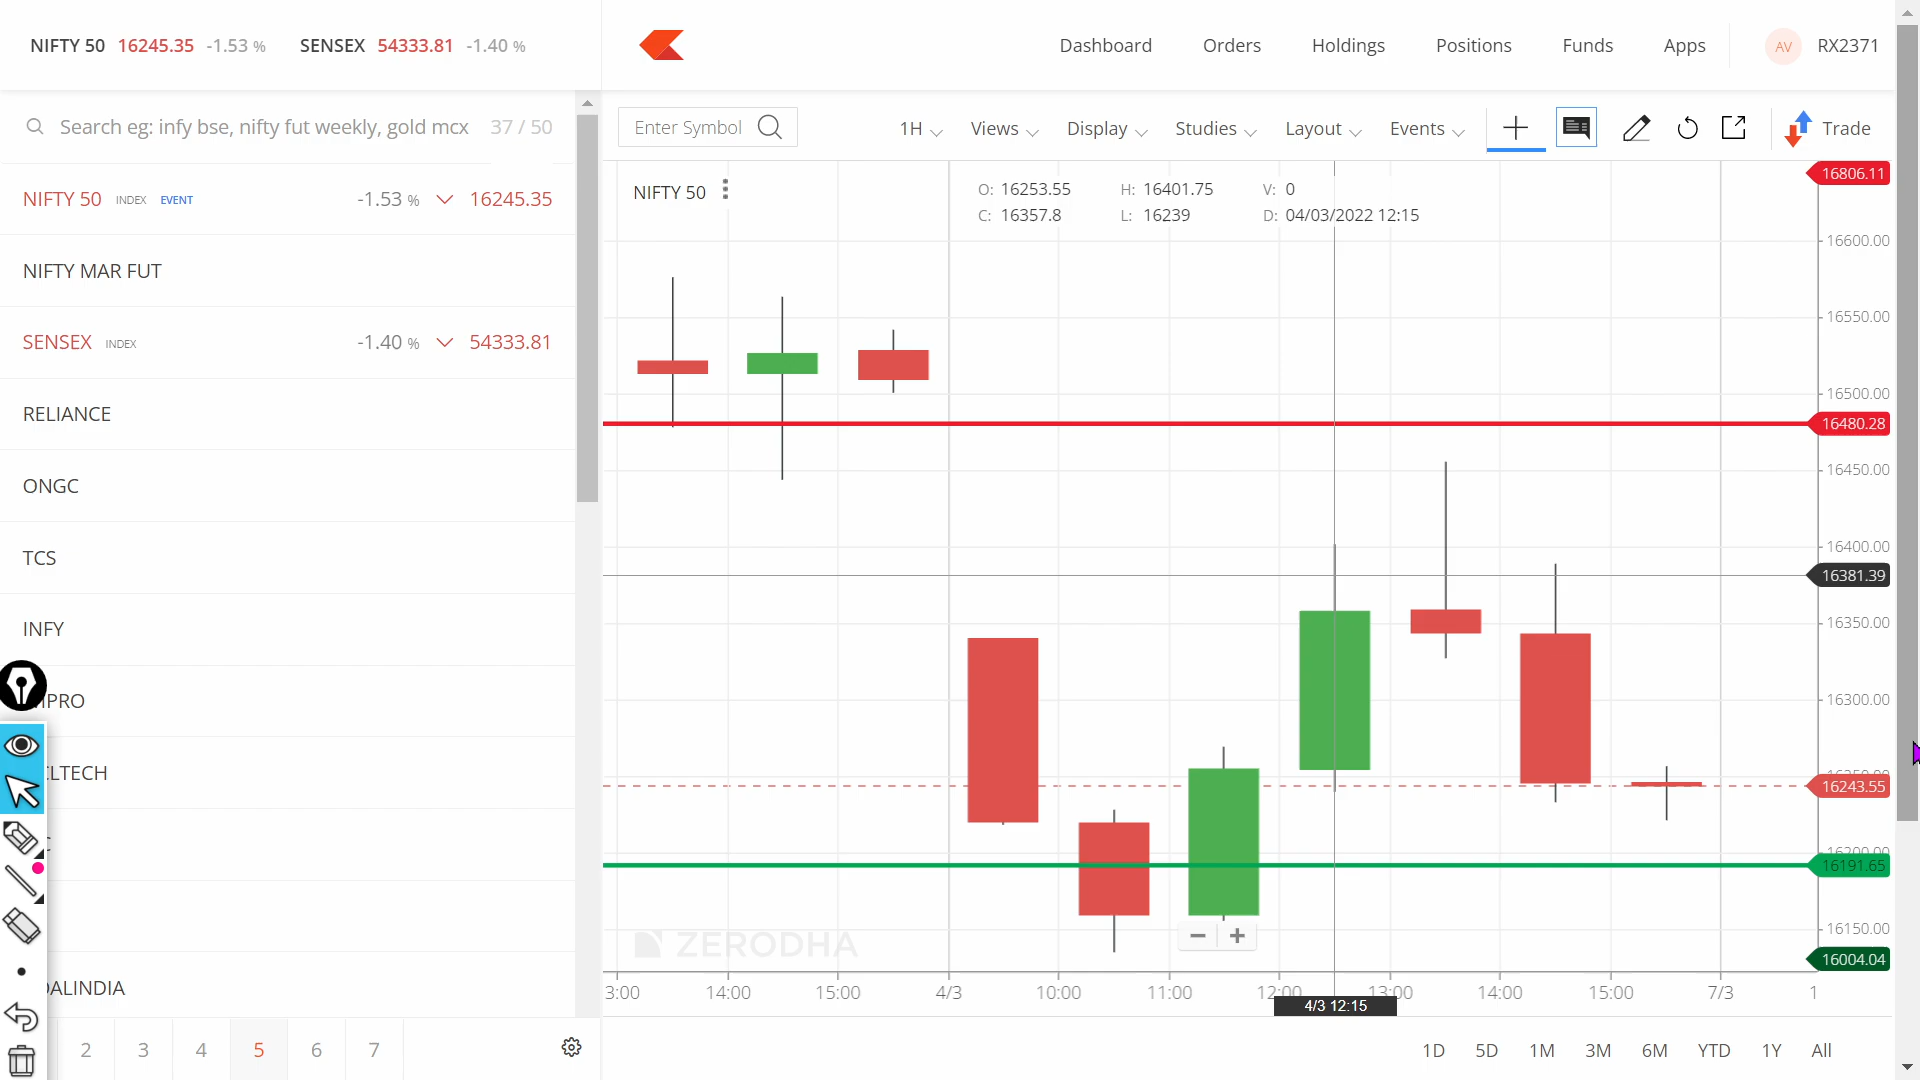 NIFTY 50 16245.35 -1.53 % SENSEX 54333.81 -1.40 %
Dashboard Orders Holdings Positions Funds Apps AV RX2371
Search eg: infy bse, nifty fut weekly, gold mcx 37 / 50
Enter Symbol 1H Views Display Studies Layout Events Trade
NIFTY 50 INDEX EVENT -1.53 % 16245.35
NIFTY MAR FUT
SENSEX INDEX -1.40 % 54333.81
RELIANCE
ONGC
TCS
INFY
IPRO
LTECH
C
ALINDIA
2 3 4 5 6 7
NIFTY 50
O: 16253.55 H: 16401.75 V: 0
C: 16357.8 L: 16239 D: 04/03/2022 12:15
16806.11
16600.00
16550.00
16500.00
16480.28
16450.00
16400.00
16381.39
16350.00
16300.00
16243.55
16200.00
16191.65
16150.00
16004.04
ZERODHA
− +
3:00 14:00 15:00 4/3 10:00 11:00 12:00 13:00 14:00 15:00 7/3 1
4/3 12:15
1D 5D 1M 3M 6M YTD 1Y All